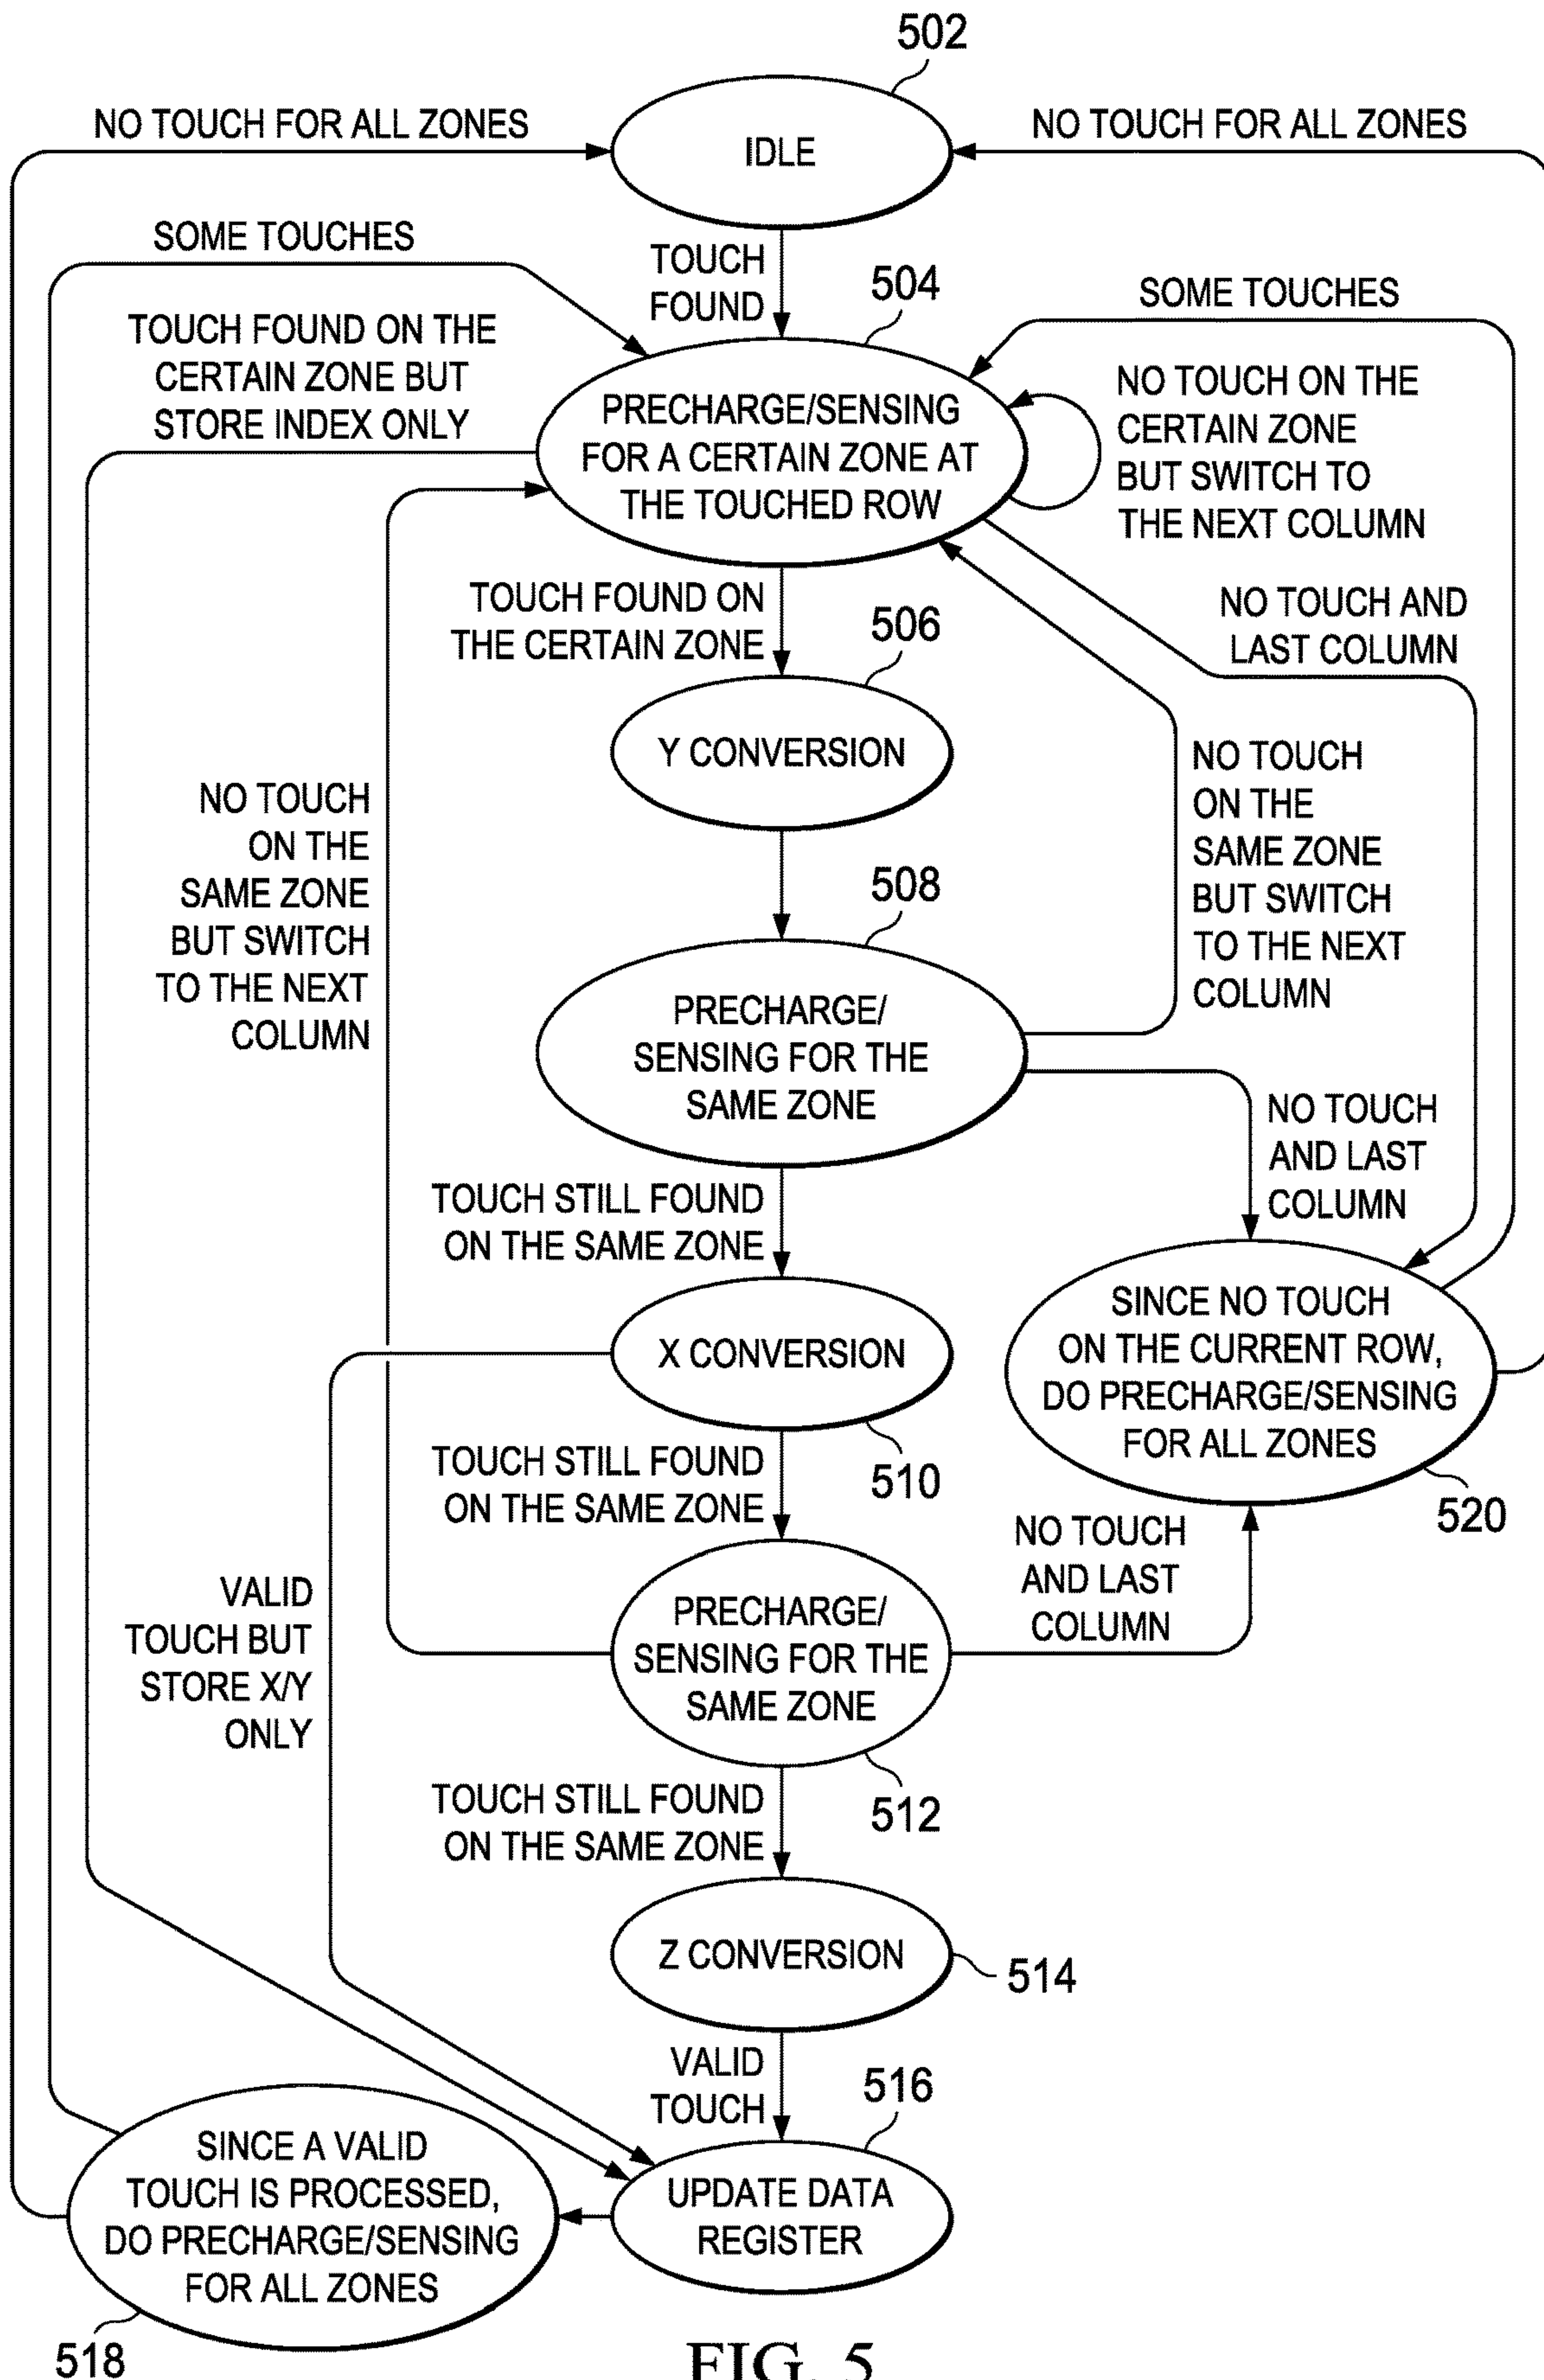 502
NO TOUCH FOR ALL ZONES
NO TOUCH FOR ALL ZONES
IDLE
SOME TOUCHES
TOUCH
FOUND
504
SOME TOUCHES
TOUCH FOUND ON THE
CERTAIN ZONE BUT
STORE INDEX ONLY
PRECHARGE/SENSING
FOR A CERTAIN ZONE AT
THE TOUCHED ROW
NO TOUCH ON THE
CERTAIN ZONE
BUT SWITCH TO
THE NEXT COLUMN
TOUCH FOUND ON
THE CERTAIN ZONE
506
NO TOUCH AND
LAST COLUMN
Y CONVERSION
NO TOUCH
ON THE
SAME ZONE
BUT SWITCH
TO THE NEXT
COLUMN
NO TOUCH
ON THE
SAME ZONE
BUT SWITCH
TO THE NEXT
COLUMN
508
PRECHARGE/
SENSING FOR THE
SAME ZONE
NO TOUCH
AND LAST
COLUMN
TOUCH STILL FOUND
ON THE SAME ZONE
X CONVERSION
510
SINCE NO TOUCH
ON THE CURRENT ROW,
DO PRECHARGE/SENSING
FOR ALL ZONES
520
TOUCH STILL FOUND
ON THE SAME ZONE
NO TOUCH
AND LAST
COLUMN
VALID
TOUCH BUT
STORE X/Y
ONLY
PRECHARGE/
SENSING FOR THE
SAME ZONE
512
TOUCH STILL FOUND
ON THE SAME ZONE
Z CONVERSION
514
VALID
TOUCH
516
SINCE A VALID
TOUCH IS PROCESSED,
DO PRECHARGE/SENSING
FOR ALL ZONES
UPDATE DATA
REGISTER
518
FIG. 5